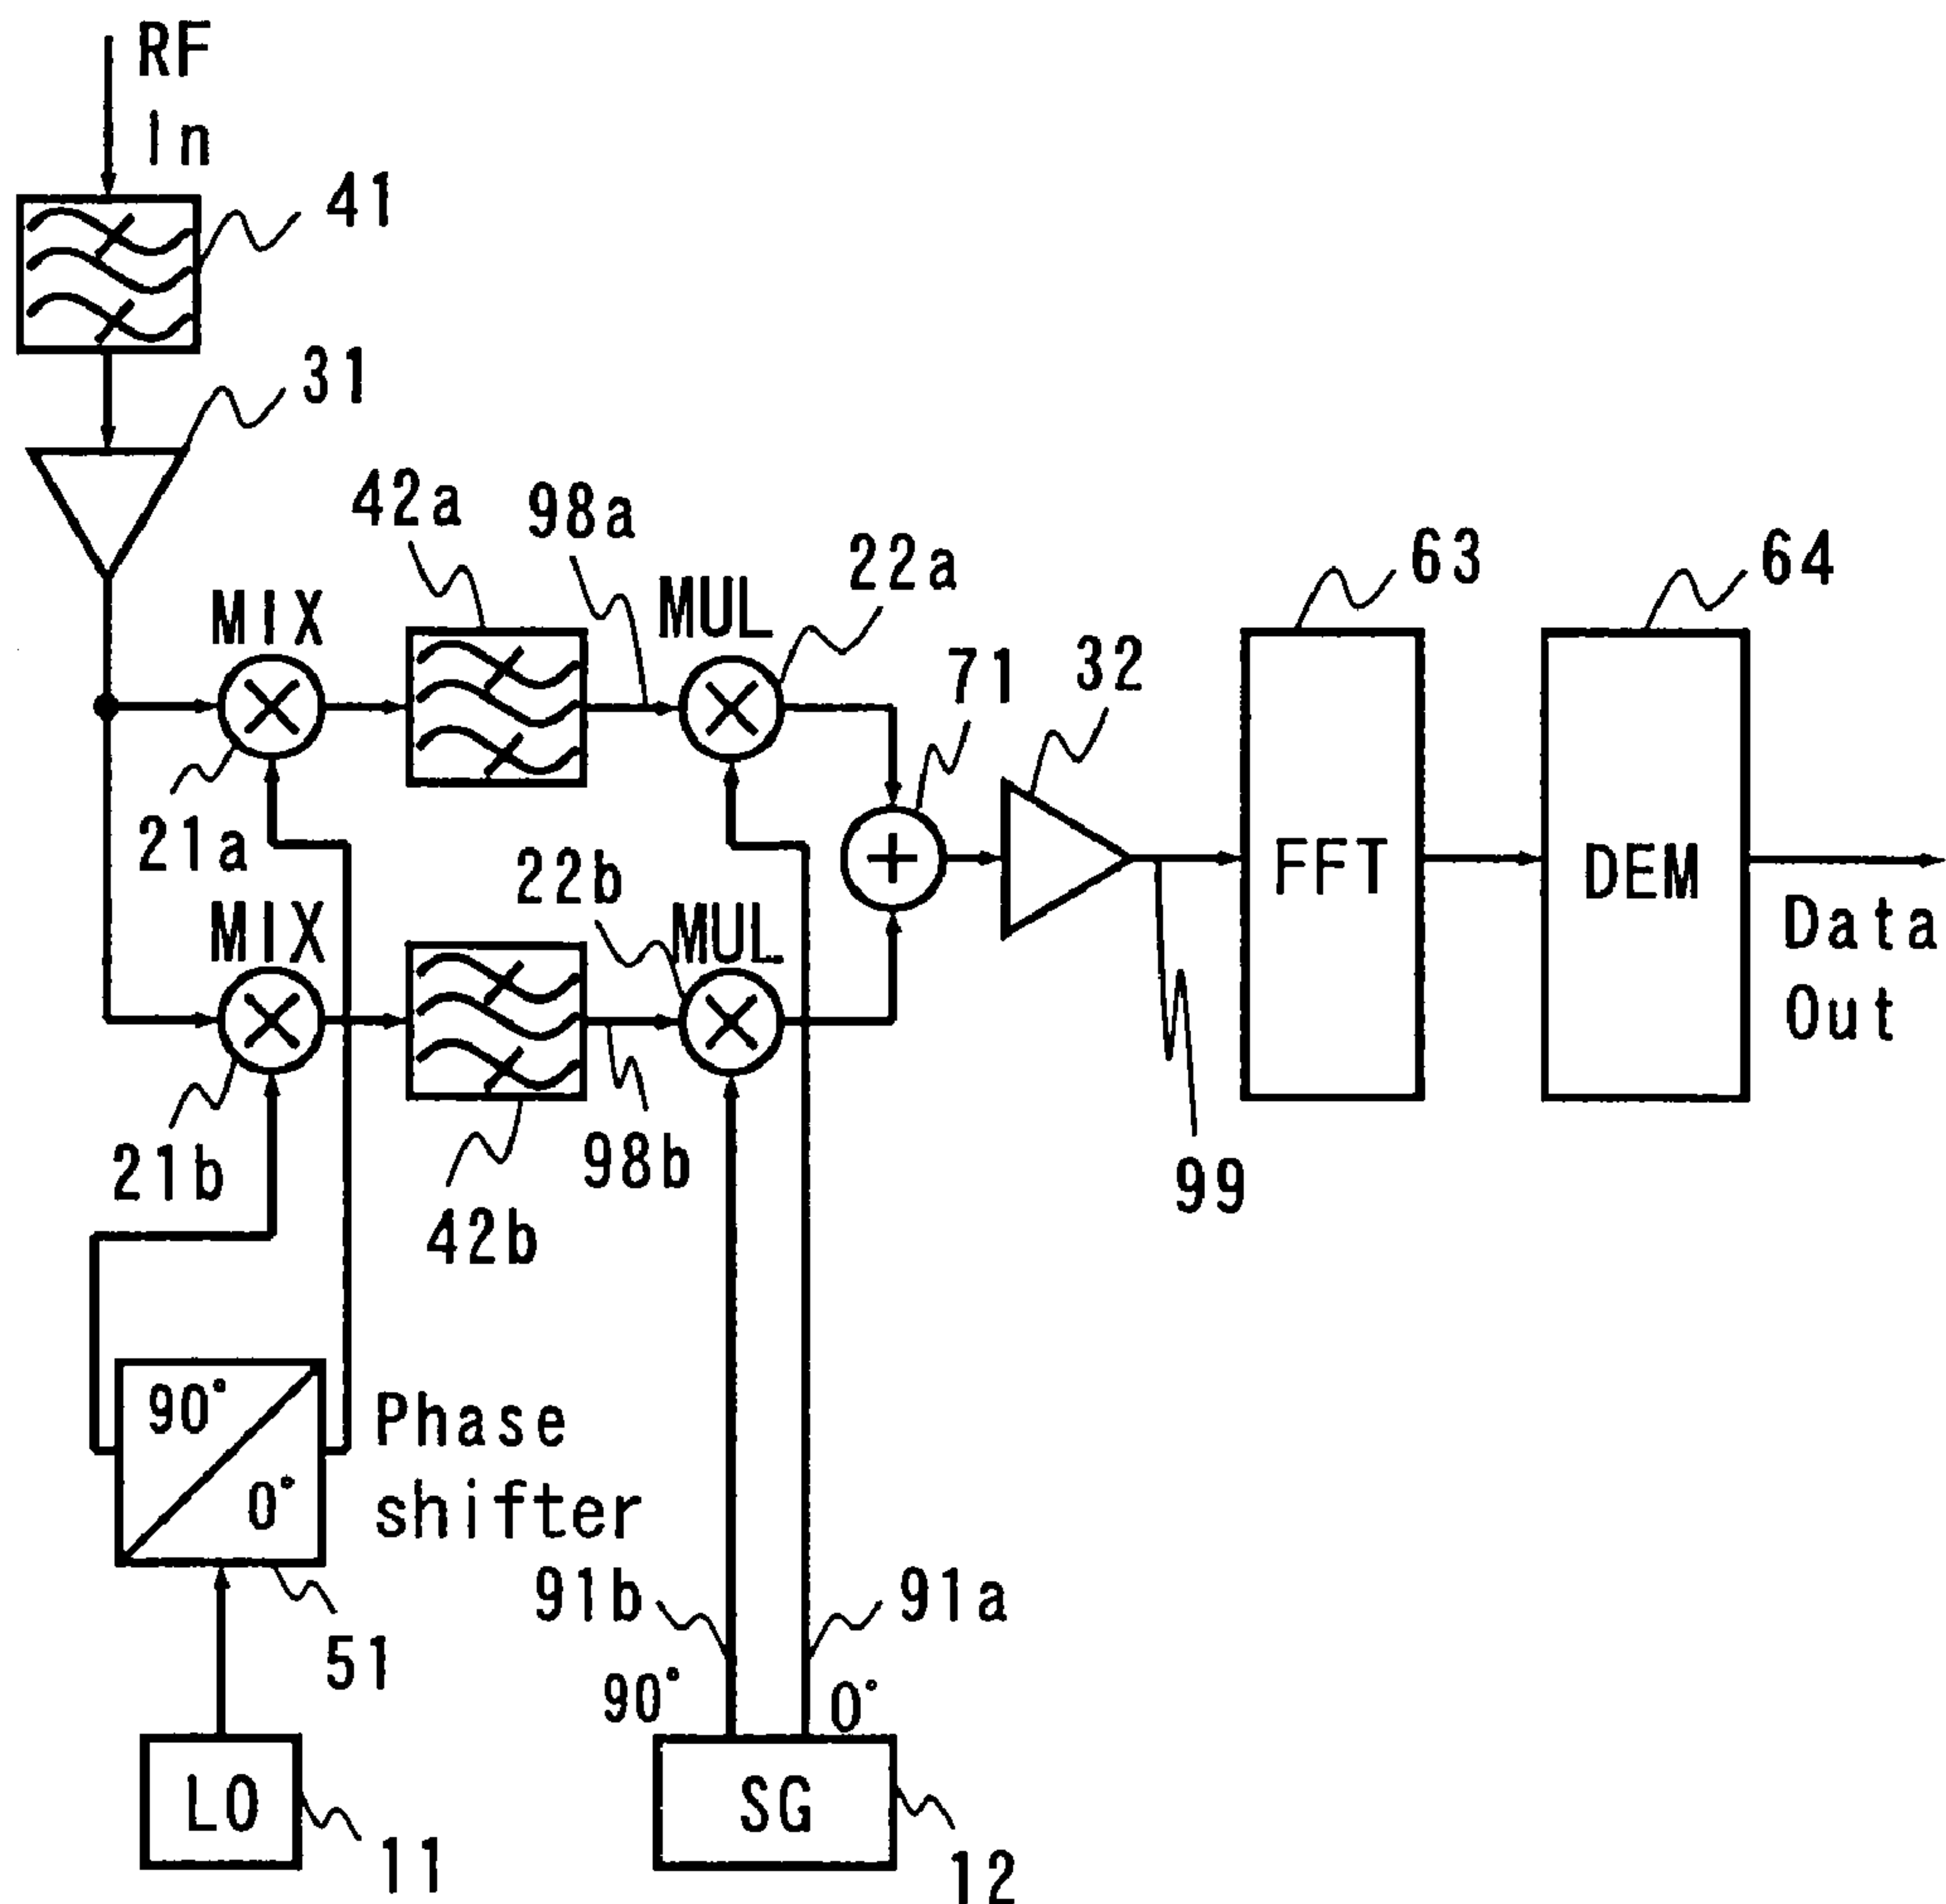 RF
In
41
31
42a
98a
22a
63
64
MIX
MUL
71
32
21a
22b
FFT
DEM
MIX
MUL
Data
Out
21b
98b
99
42b
90°
0°
Phase
shifter
91b
91a
51
90°
0°
LO
SG
11
12